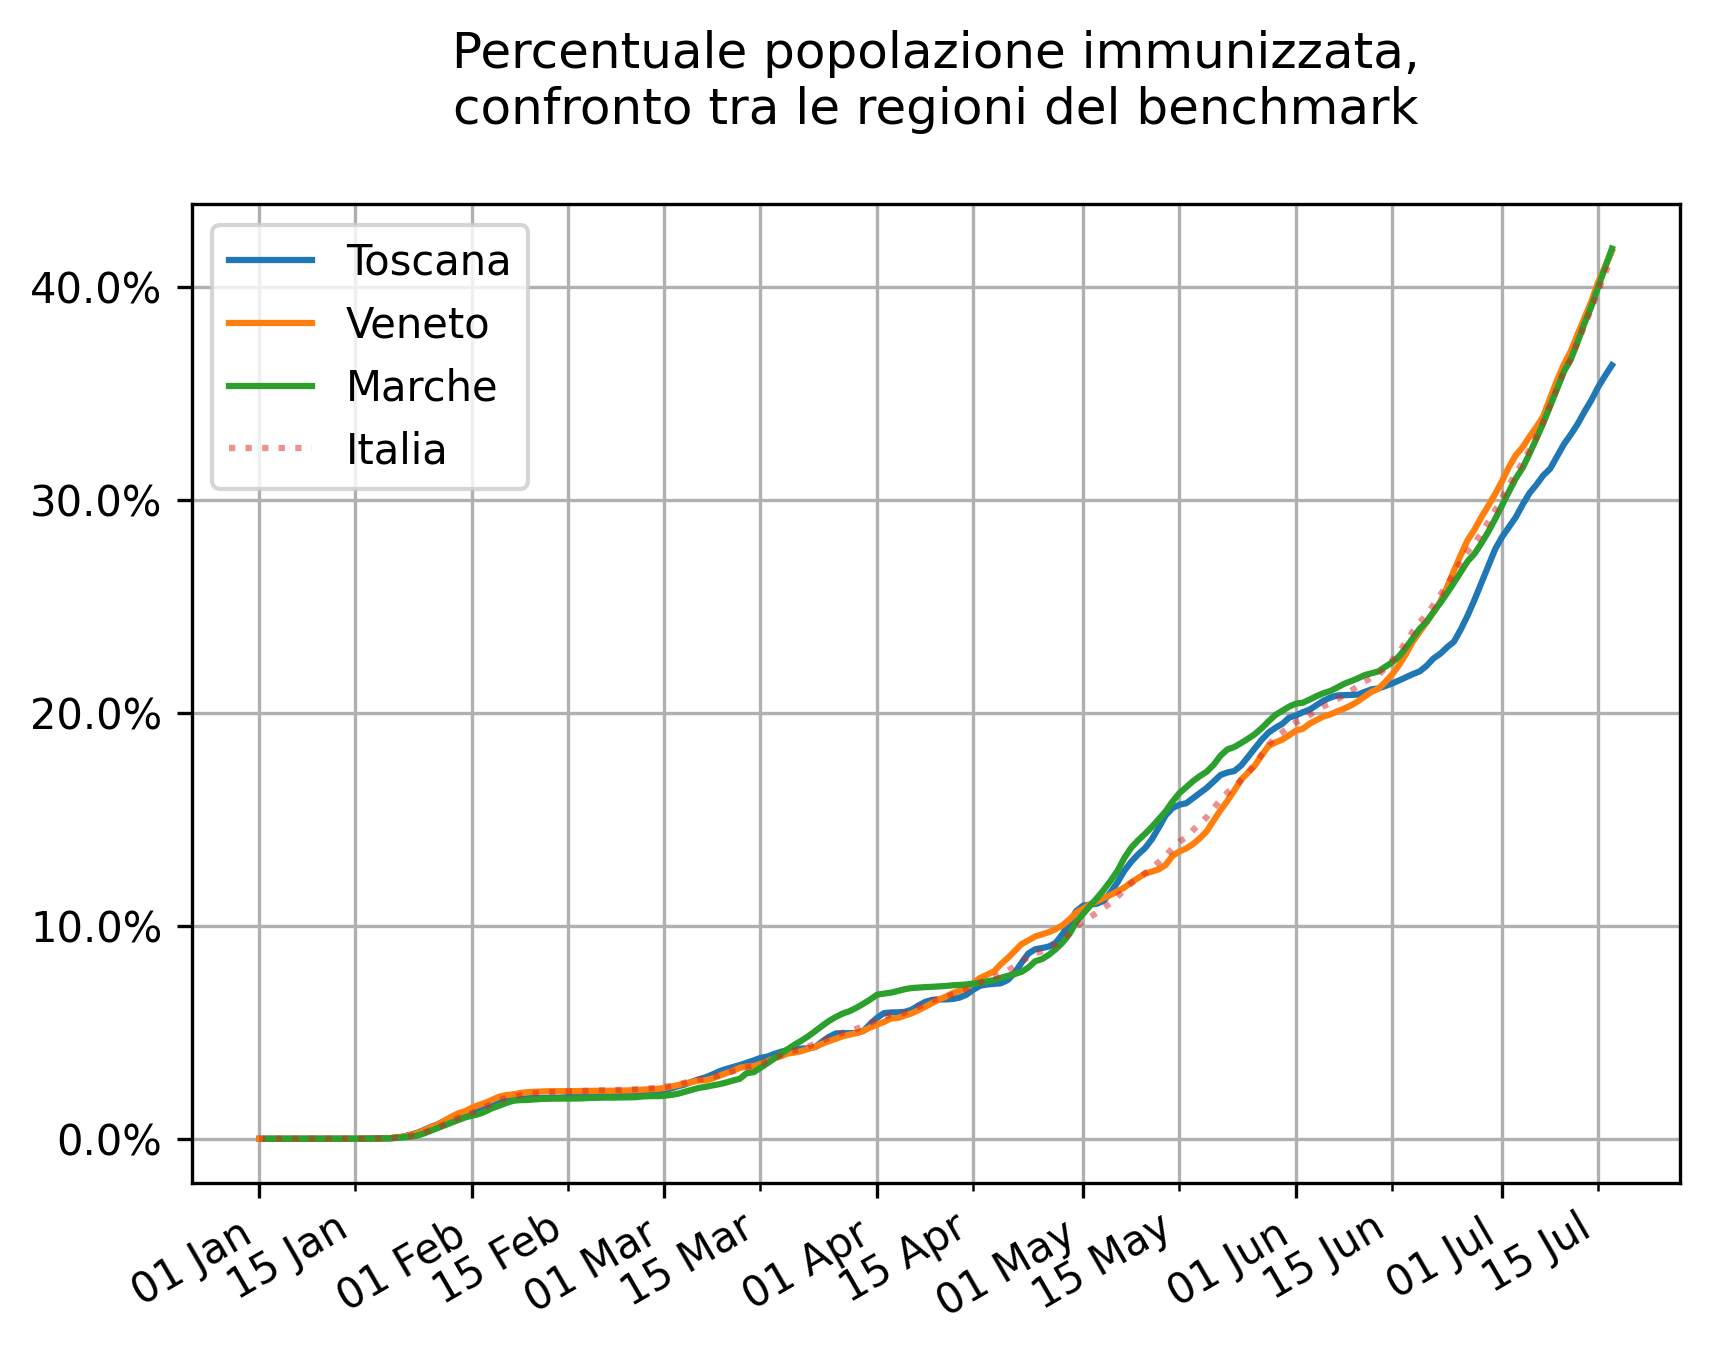 Percentuale popolazione immunizzata,
confronto tra le regioni del benchmark
Toscana
Veneto
Marche
Italia
40.0%
30.0%
20.0%
10.0%
0.0%
01 Jan
15 Jan
01 Feb
15 Feb
01 Mar
15 Mar
01 Apr
15 Apr
01 May
15 May
01 Jun
15 Jun
01 Jul
15 Jul